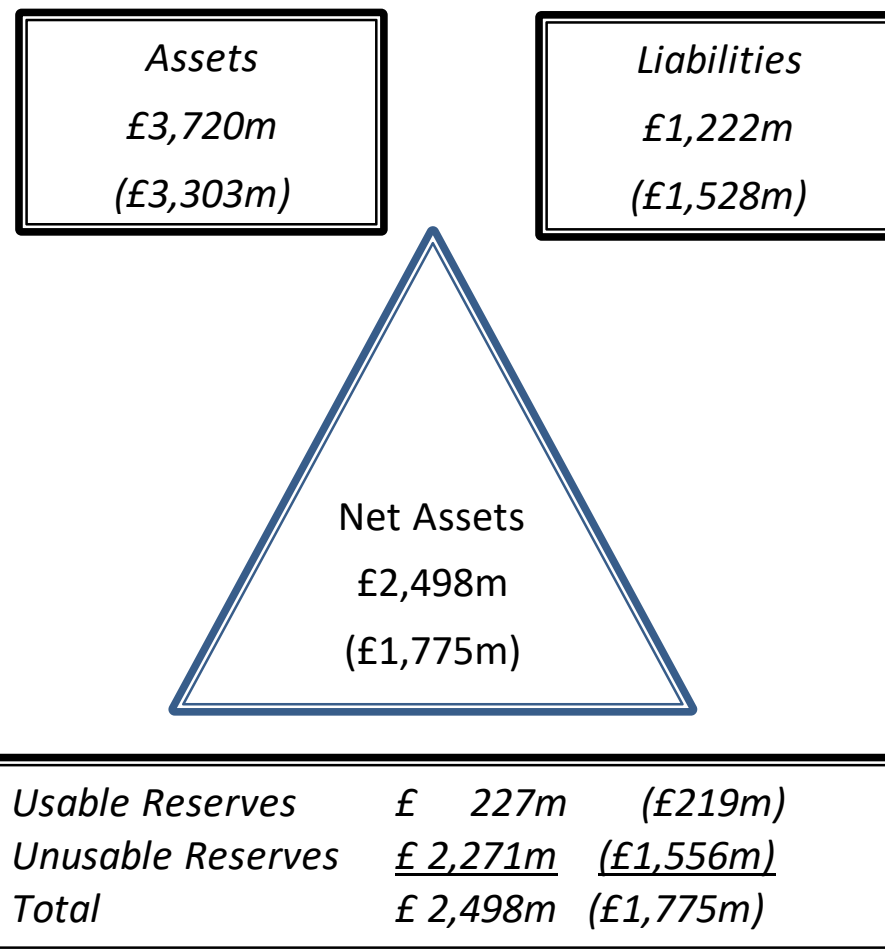 Assets
£3,720m
(£3,303m)
Liabilities
£1,222m
(£1,528m)
Net Assets
£2,498m
(£1,775m)
Usable Reserves £ 227m (£219m)
Unusable Reserves £ 2,271m (£1,556m)
Total £ 2,498m (£1,775m)